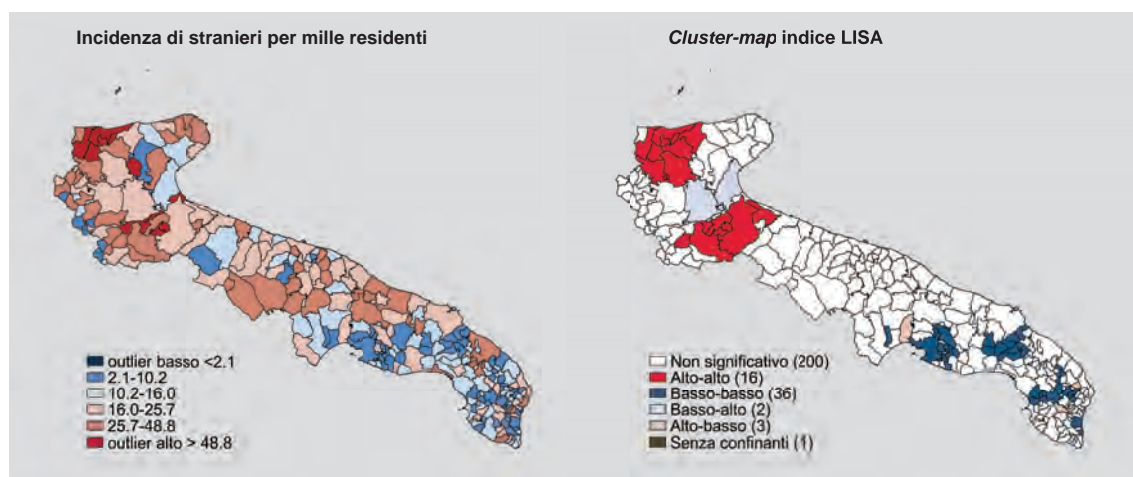 Incidenza di stranieri per mille residenti
outlier basso <2.1
2.1-10.2
10.2-16.0
16.0-25.7
25.7-48.8
outlier alto > 48.8
Cluster-map indice LISA
Non significativo (200)
Alto-alto (16)
Basso-basso (36)
Basso-alto (2)
Alto-basso (3)
Senza confinanti (1)